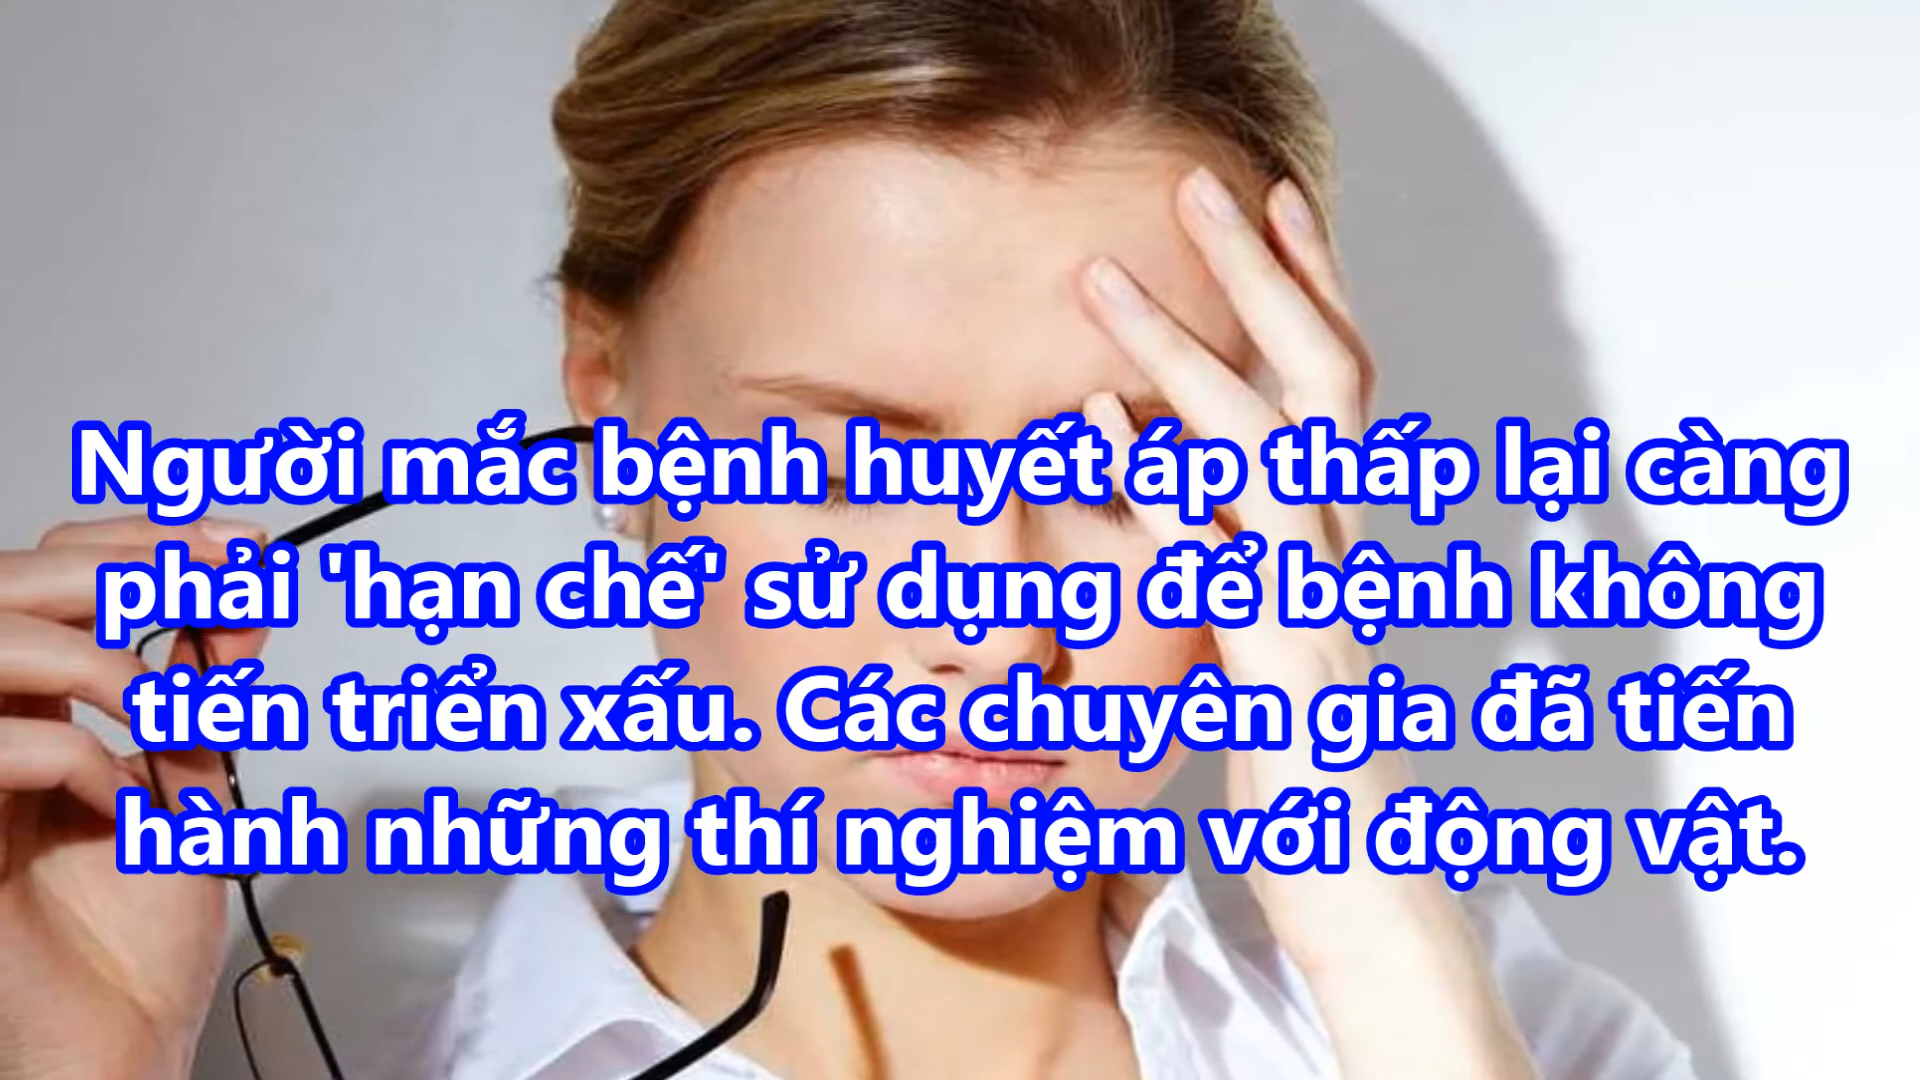 Người mắc bệnh huyết áp thấp lại càng
phải 'hạn chế' sử dụng để bệnh không
tiến triển xấu. Các chuyên gia đã tiến
hành những thí nghiệm với động vật.